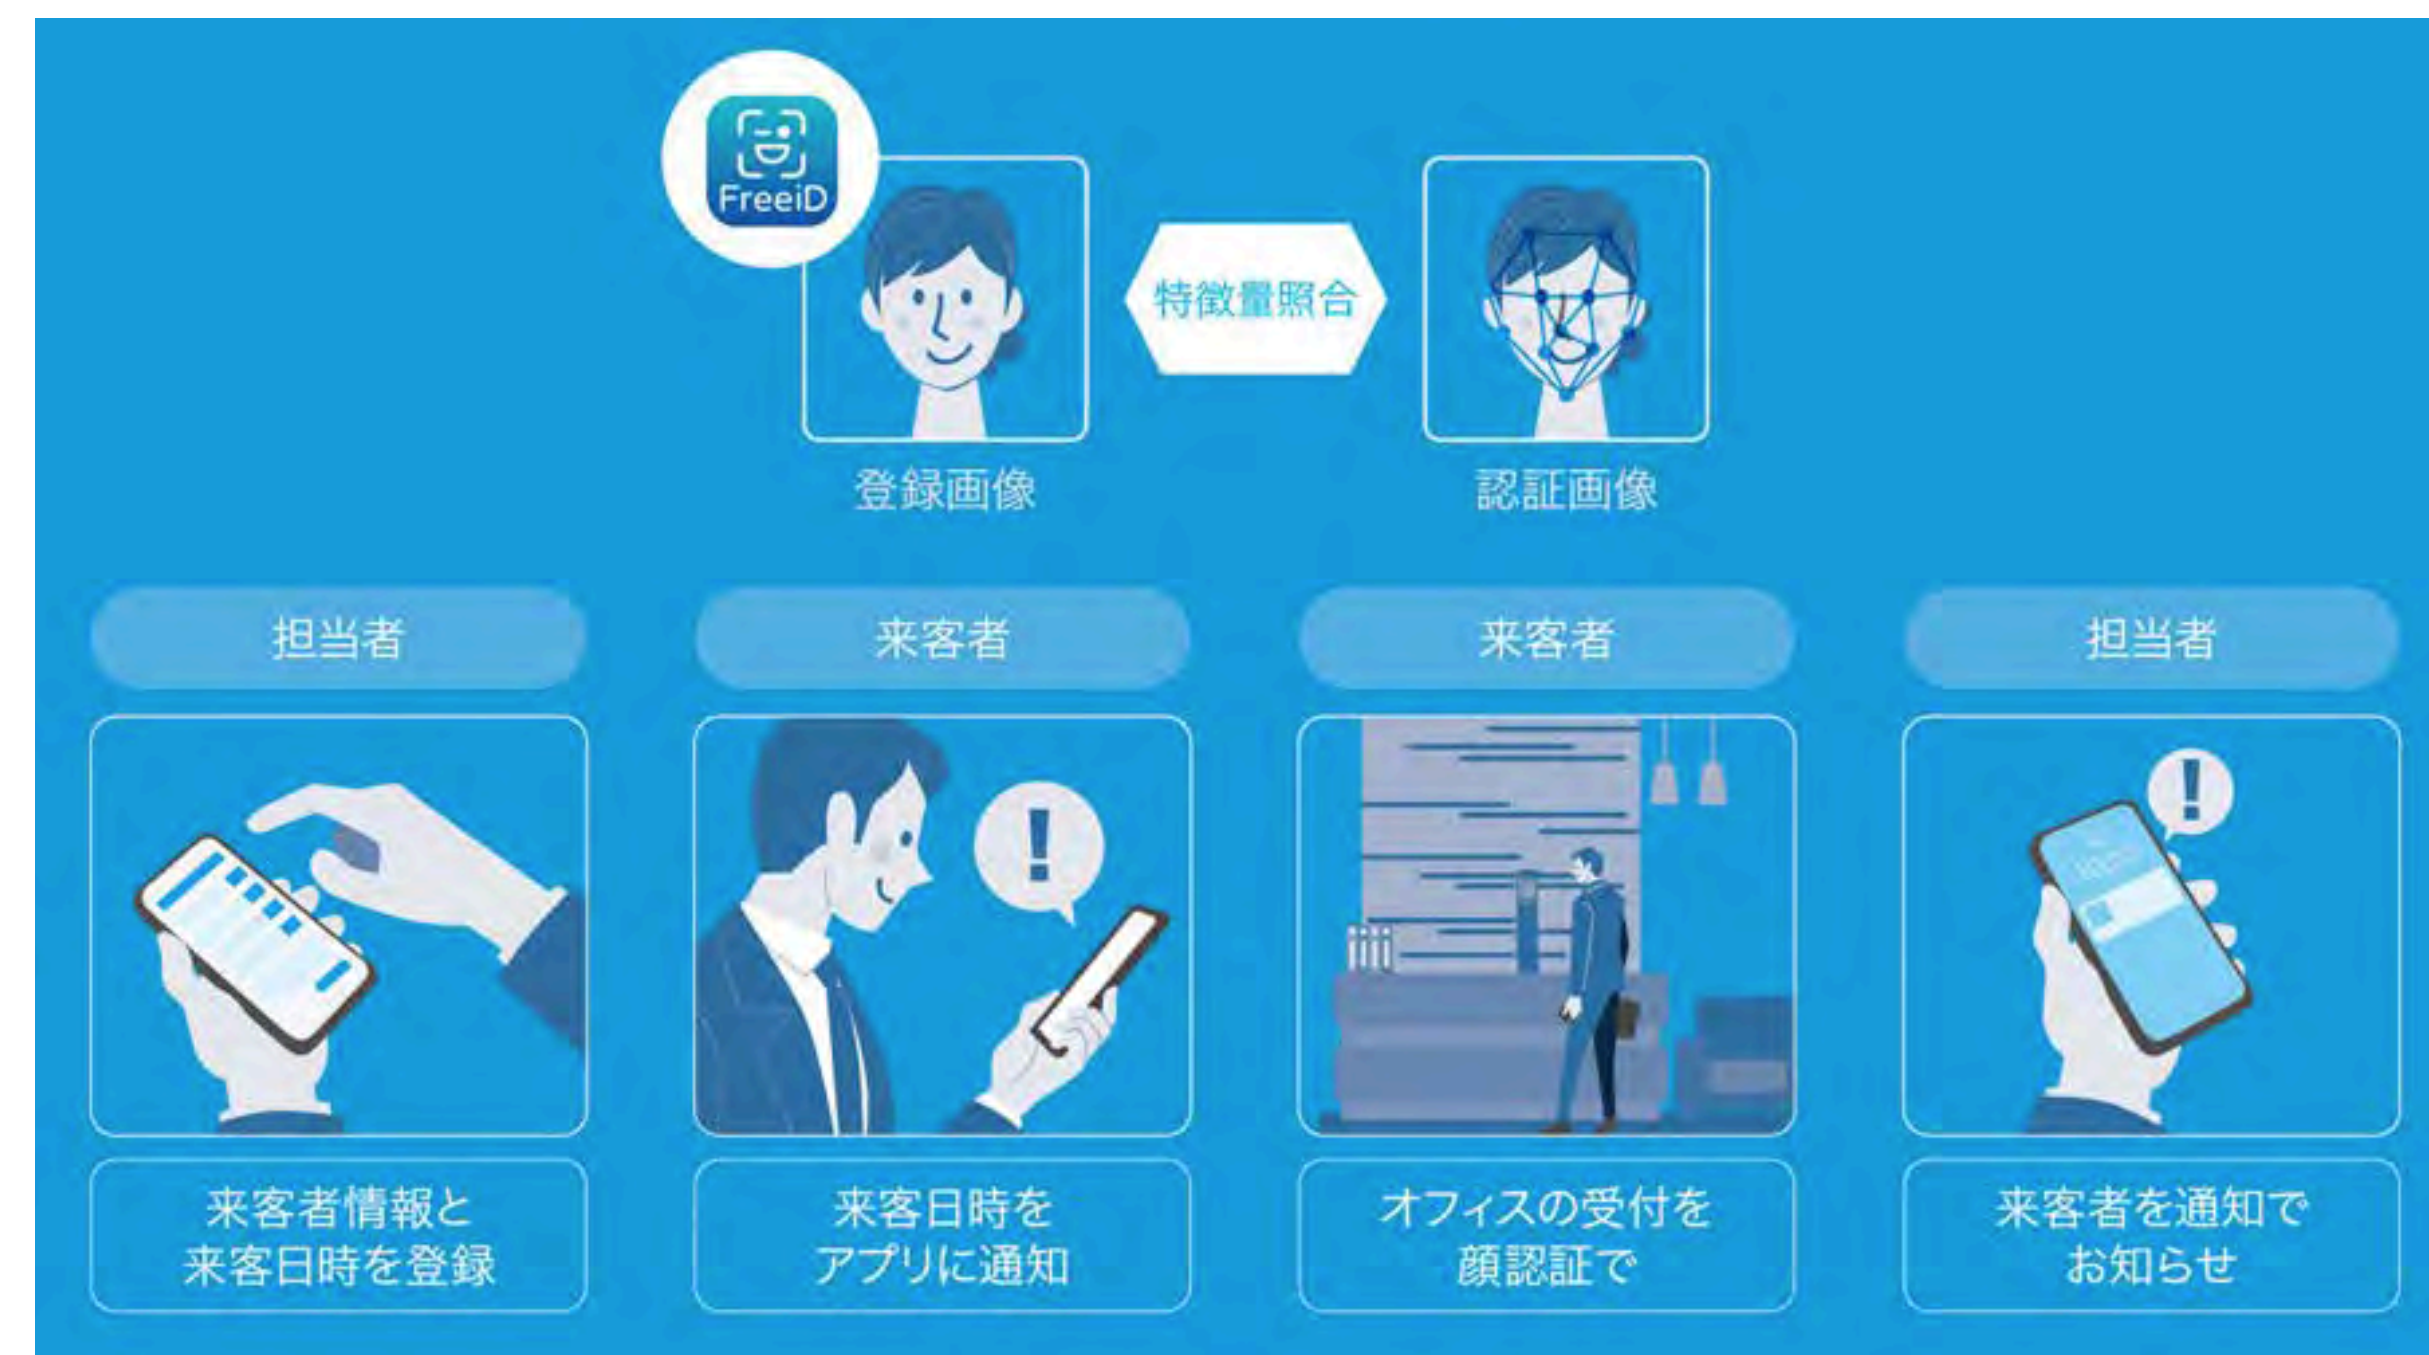 FreeiD
特徴量照合
登録画像
認証画像
担当者
来客者
来客者
担当者
来客者情報と
来客日時を登録
来客日時を
アプリに通知
オフィスの受付を
顔認証で
来客者を通知で
お知らせ